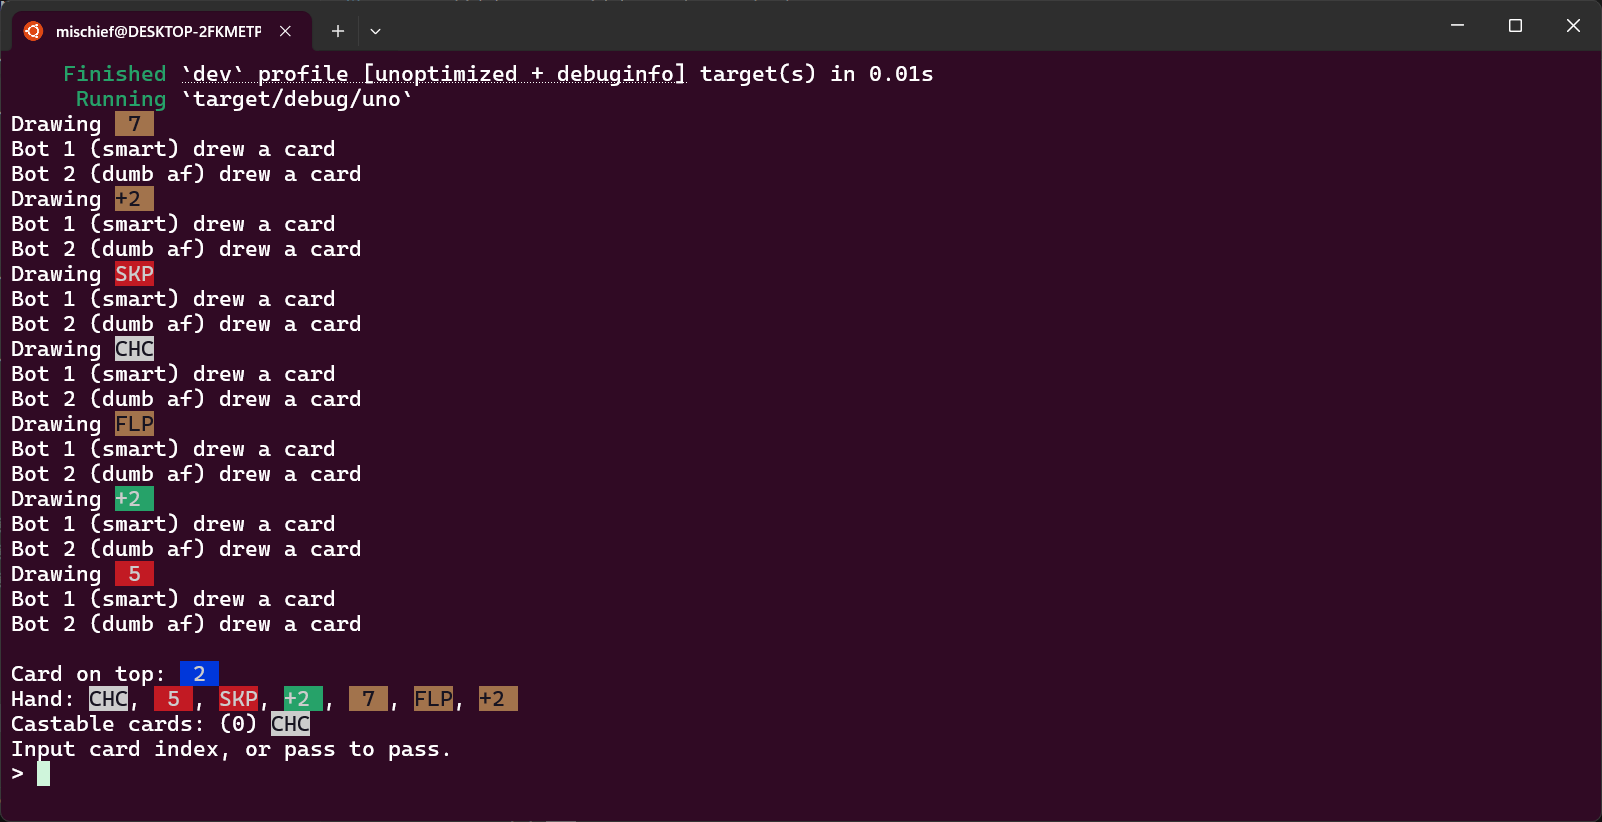 mischief@DESKTOP-2FKMETP
Finished `dev` profile [unoptimized + debuginfo] target(s) in 0.01s
Running `target/debug/uno`
Drawing 7
Bot 1 (smart) drew a card
Bot 2 (dumb af) drew a card
Drawing +2
Bot 1 (smart) drew a card
Bot 2 (dumb af) drew a card
Drawing SKP
Bot 1 (smart) drew a card
Bot 2 (dumb af) drew a card
Drawing CHC
Bot 1 (smart) drew a card
Bot 2 (dumb af) drew a card
Drawing FLP
Bot 1 (smart) drew a card
Bot 2 (dumb af) drew a card
Drawing +2
Bot 1 (smart) drew a card
Bot 2 (dumb af) drew a card
Drawing 5
Bot 1 (smart) drew a card
Bot 2 (dumb af) drew a card
Card on top: 2
Hand: CHC, 5 , SKP, +2 , 7 , FLP, +2
Castable cards: (0) CHC
Input card index, or pass to pass.
>